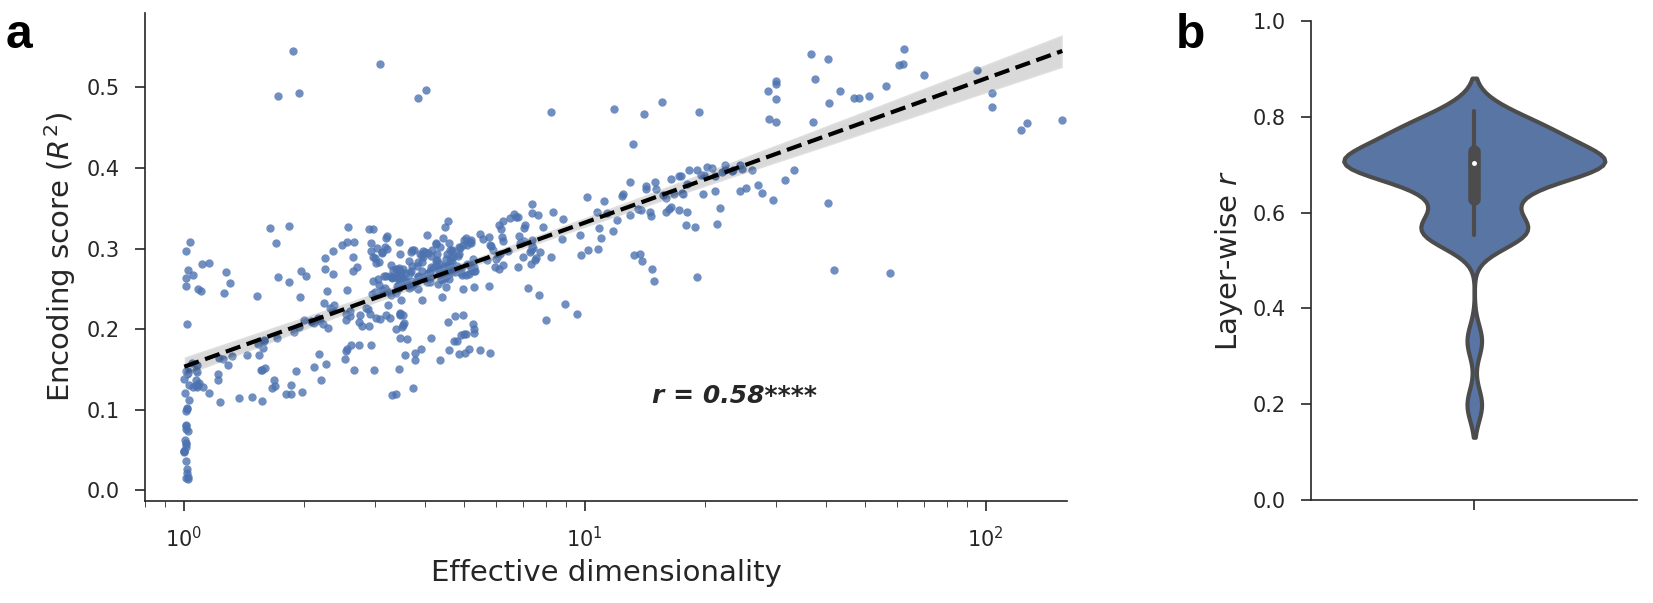 a
Encoding score (R²)
0.5
0.4
0.3
0.2
0.1
0.0
r = 0.58****
10⁰ 10¹ 10²
Effective dimensionality
b
Layer-wise r
1.0
0.8
0.6
0.4
0.2
0.0